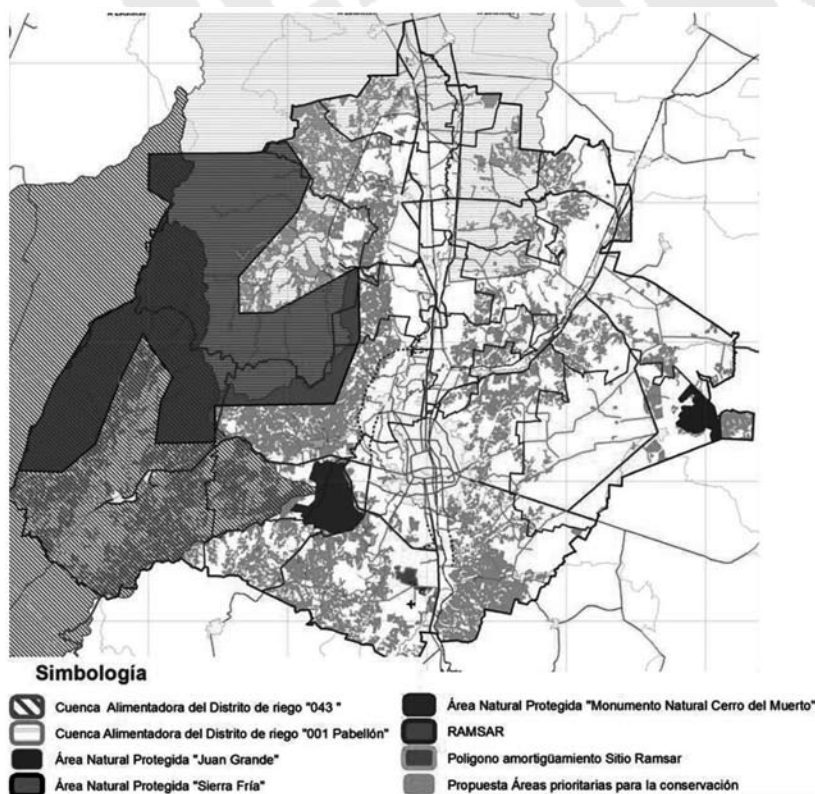 Simbología
Cuenca Alimentadora del Distrito de riego "043 "
Cuenca Alimentadora del Distrito de riego "001 Pabellón"
Área Natural Protegida "Juan Grande"
Área Natural Protegida "Sierra Fría"
Área Natural Protegida "Monumento Natural Cerro del Muerto"
RAMSAR
Poligono amortigüamiento Sitio Ramsar
Propuesta Áreas prioritarias para la conservación